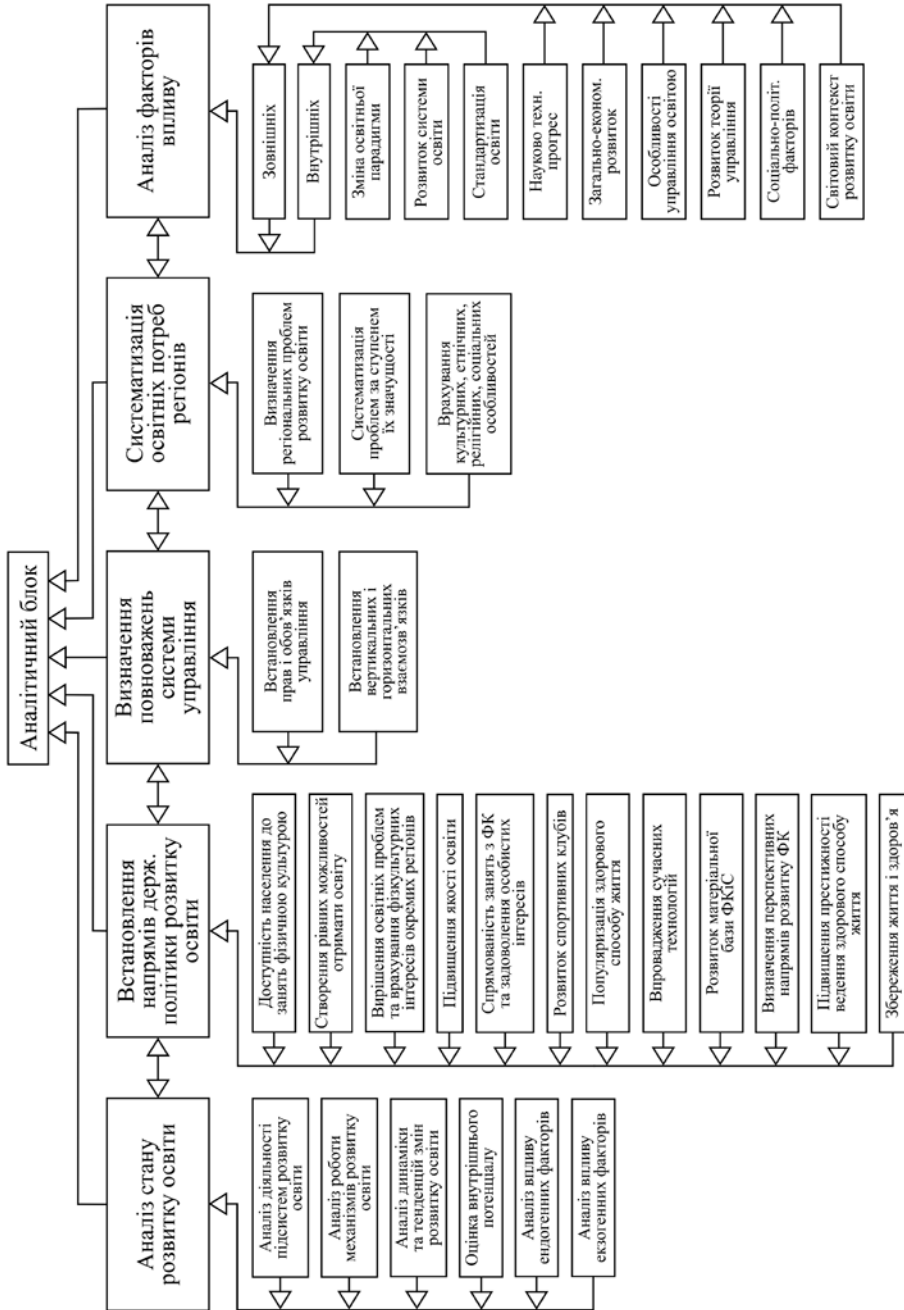 Аналітичний блок
Аналіз стану
розвитку освіти
Встановлення
напрямів держ.
політики розвитку
освіти
Визначення
повноважень
системи
управління
Систематизація
освітніх потреб
регіонів
Аналіз факторів
впливу
Аналіз діяльності
підсистем розвитку
освіти
Аналіз роботи
механізмів розвитку
освіти
Аналіз динаміки
та тенденцій змін
розвитку освіти
Оцінка внутрішнього
потенціалу
Аналіз впливу
ендогенних факторів
Аналіз впливу
екзогенних факторів
Доступність населення до
занять фізичною культурою
Створення рівних можливостей
отримати освіту
Вирішення освітніх проблем
та врахування фізкультурних
інтересів окремих регіонів
Підвищення якості освіти
Спрямованість занять з ФК
та задоволення особистих
інтересів
Розвиток спортивних клубів
Популяризація здорового
способу життя
Впровадження сучасних
технологій
Розвиток матеріальної
бази ФКіС
Визначення перспективних
напрямів розвитку ФК
Підвищення престижності
ведення здорового способу
життя
Збереження життя і здоров’я
Встановлення
прав і обов’язків
управління
Встановлення
вертикальних і
горизонтальних
взаємозв’язків
Визначення
регіональних проблем
розвитку освіти
Систематизація
проблем за ступенем
їх значущості
Врахування
культурних, етнічних,
релігійних, соціальних
особливостей
Зовнішніх
Внутрішніх
Зміна освітньої
парадигми
Розвиток системи
освіти
Стандартизація
освіти
Науково техн.
прогрес
Загально-економ.
розвиток
Особливості
управління освітою
Розвиток теорії
управління
Соціально-політ.
факторів
Світовий контекст
розвитку освіти